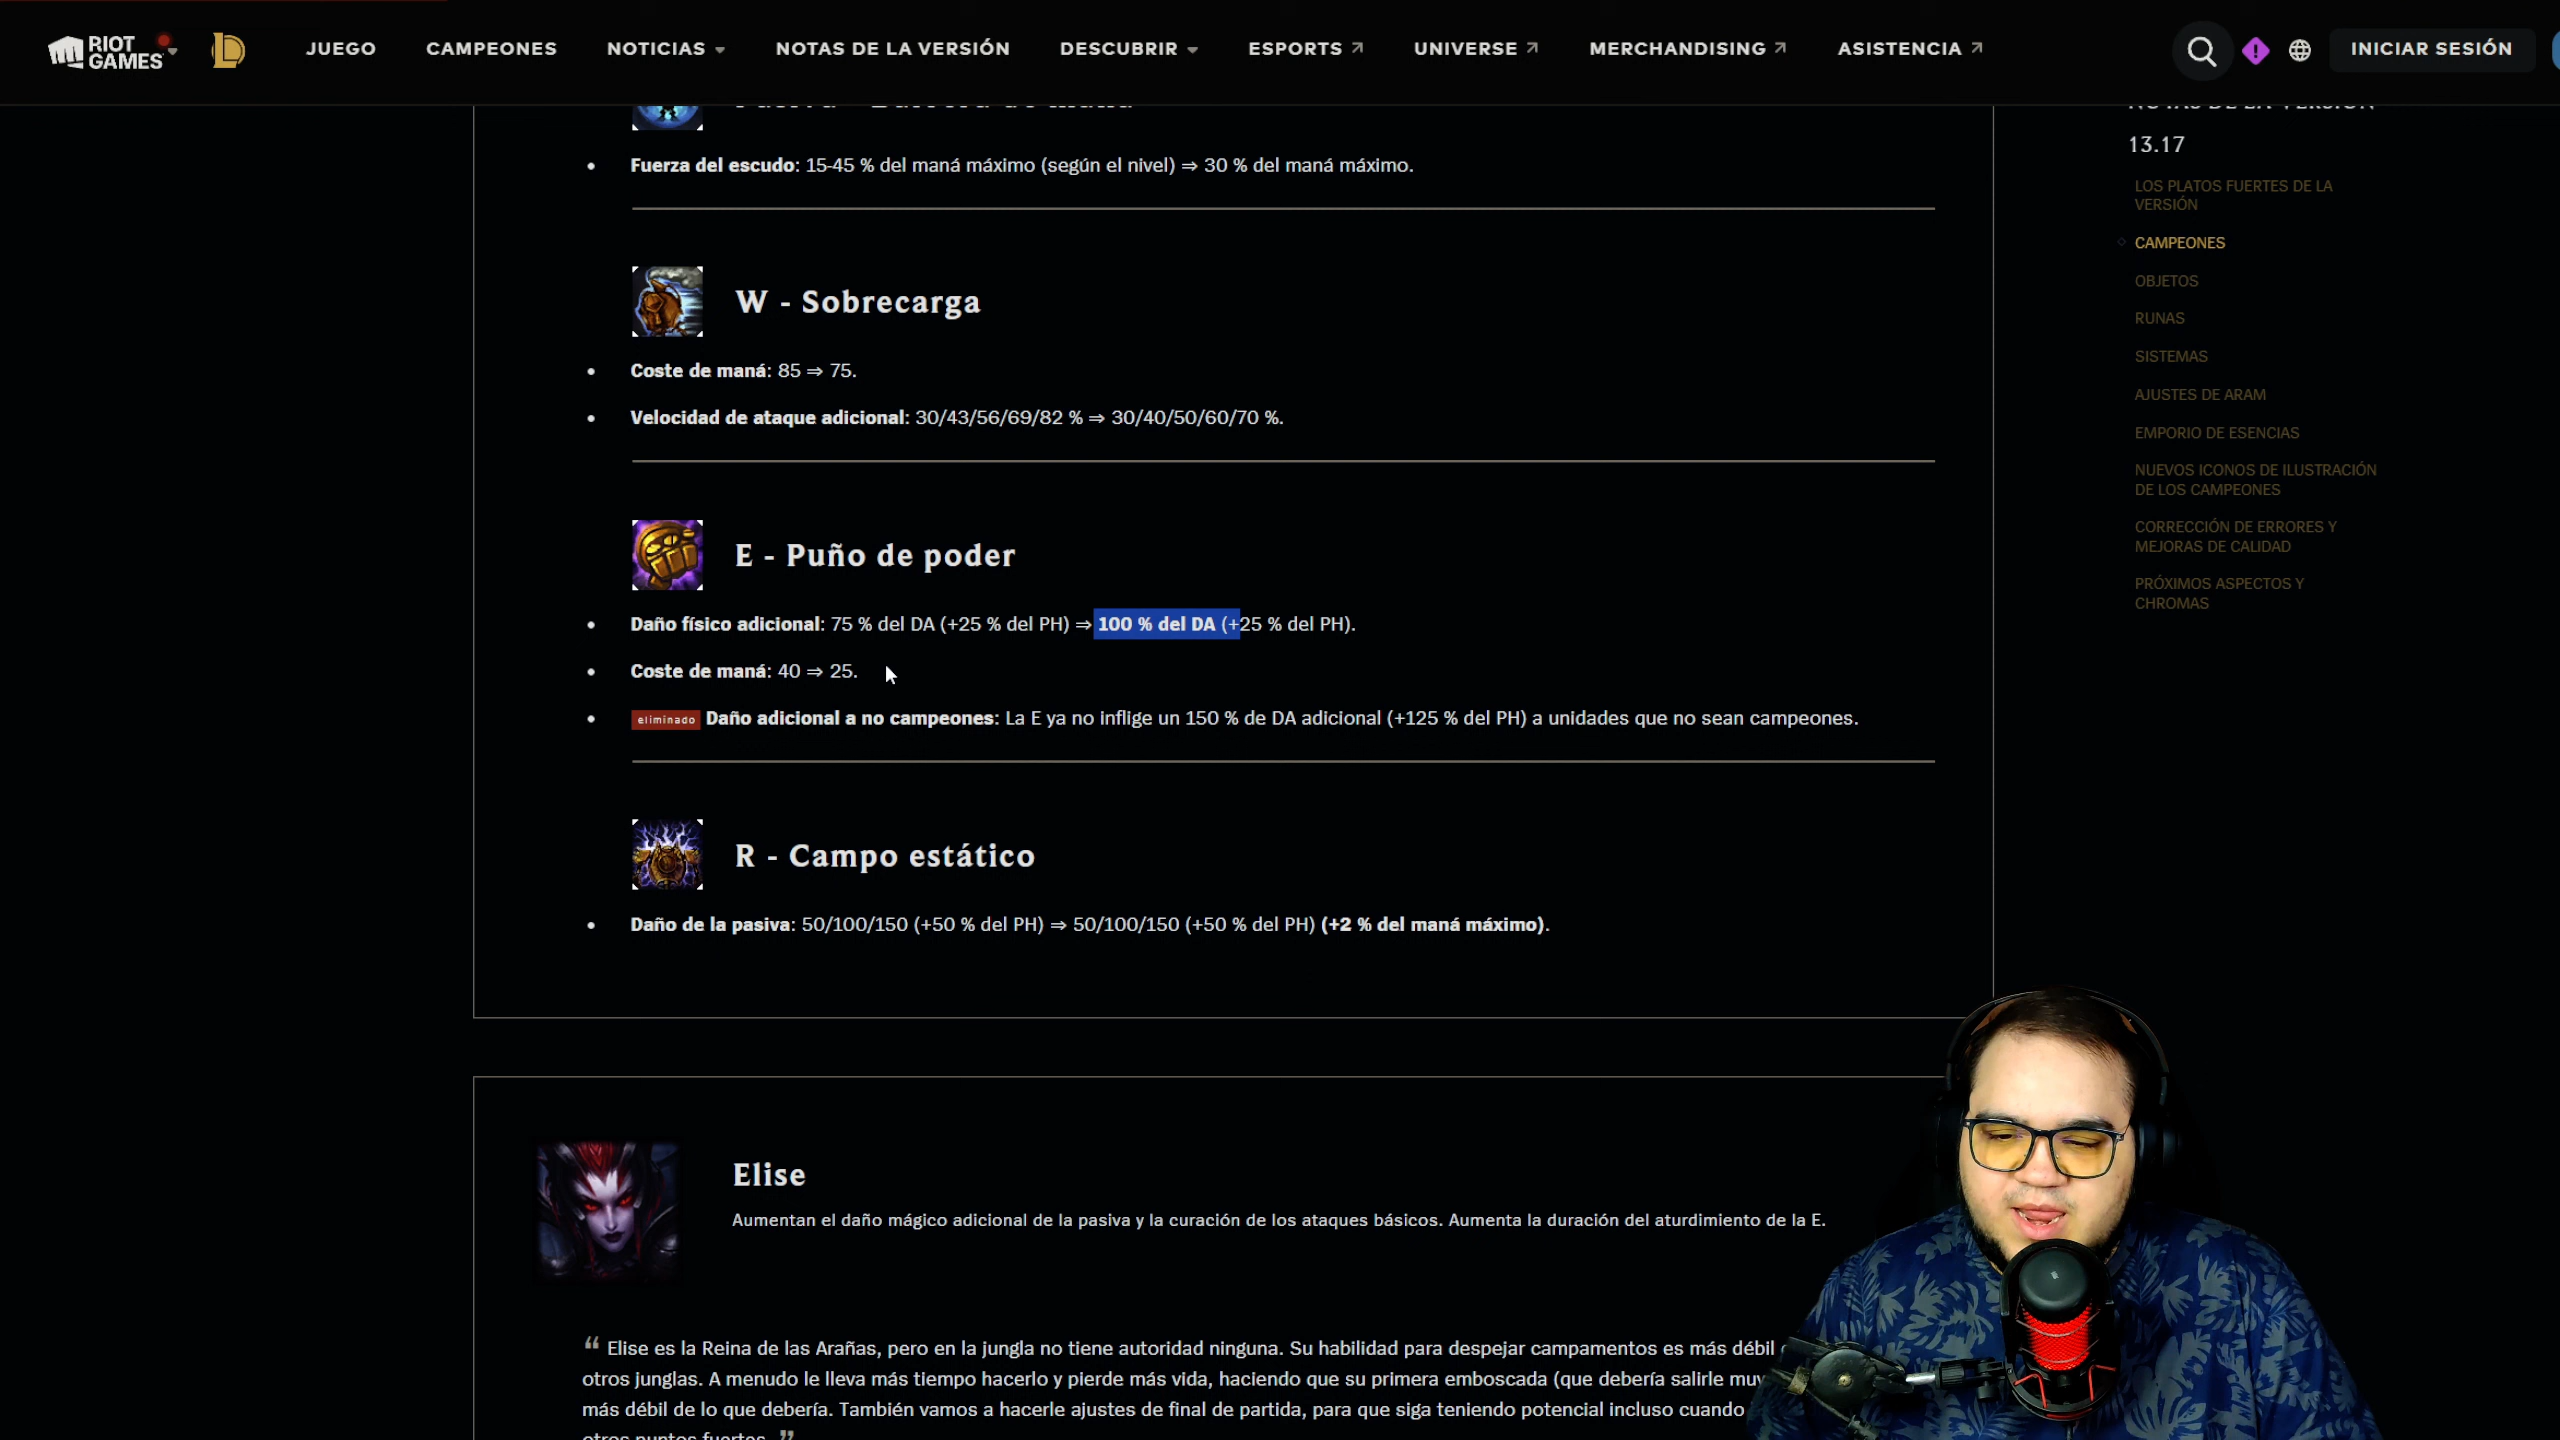 RIOT GAMES
JUEGO
CAMPEONES
NOTICIAS
NOTAS DE LA VERSIÓN
DESCUBRIR
ESPORTS
UNIVERSE
MERCHANDISING
ASISTENCIA
INICIAR SESIÓN
Fuerza del escudo: 15-45 % del maná máximo (según el nivel) ⇒ 30 % del maná máximo.
W - Sobrecarga
Coste de maná: 85 ⇒ 75.
Velocidad de ataque adicional: 30/43/56/69/82 % ⇒ 30/40/50/60/70 %.
E - Puño de poder
Daño físico adicional: 75 % del DA (+25 % del PH) ⇒ 100 % del DA (+25 % del PH).
Coste de maná: 40 ⇒ 25.
eliminado Daño adicional a no campeones: La E ya no inflige un 150 % de DA adicional (+125 % del PH) a unidades que no sean campeones.
R - Campo estático
Daño de la pasiva: 50/100/150 (+50 % del PH) ⇒ 50/100/150 (+50 % del PH) (+2 % del maná máximo).
Elise
Aumentan el daño mágico adicional de la pasiva y la curación de los ataques básicos. Aumenta la duración del aturdimiento de la E.
“ Elise es la Reina de las Arañas, pero en la jungla no tiene autoridad ninguna. Su habilidad para despejar campamentos es más débil
otros junglas. A menudo le lleva más tiempo hacerlo y pierde más vida, haciendo que su primera emboscada (que debería salirle muy
más débil de lo que debería. También vamos a hacerle ajustes de final de partida, para que siga teniendo potencial incluso cuando
otros puntos fuertes. ”
NOTAS DE LA VERSIÓN
13.17
LOS PLATOS FUERTES DE LA
VERSIÓN
CAMPEONES
OBJETOS
RUNAS
SISTEMAS
AJUSTES DE ARAM
EMPORIO DE ESENCIAS
NUEVOS ICONOS DE ILUSTRACIÓN
DE LOS CAMPEONES
CORRECCIÓN DE ERRORES Y
MEJORAS DE CALIDAD
PRÓXIMOS ASPECTOS Y
CHROMAS